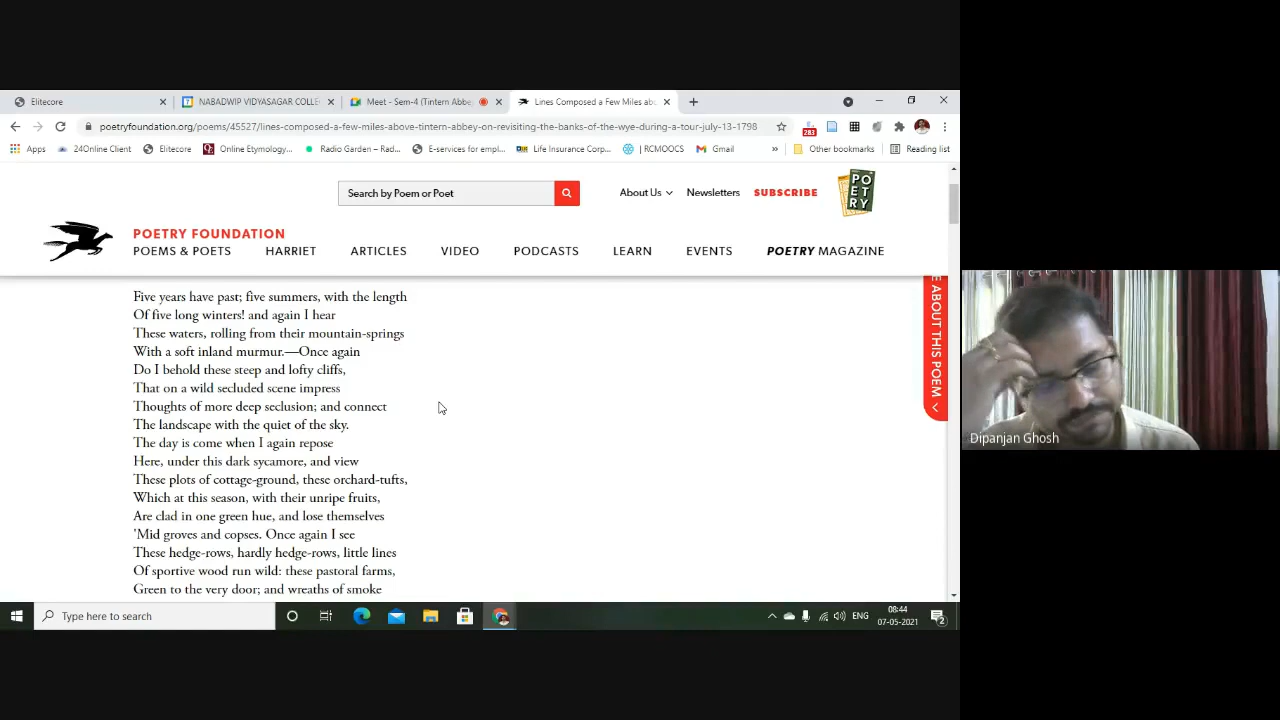 Elitecore
NABADWIP VIDYASAGAR COLLE
Meet - Sem-4 (Tintern Abbe
Lines Composed a Few Miles abo
poetryfoundation.org/poems/45527/lines-composed-a-few-miles-above-tintern-abbey-on-revisiting-the-banks-of-the-wye-during-a-tour-july-13-1798
283
Apps
24Online Client
Elitecore
Online Etymology...
Radio Garden – Rad...
E-services for empl...
Life Insurance Corp...
| RCMOOCS
Gmail
»
Other bookmarks
Reading list
Search by Poem or Poet
About Us
Newsletters
SUBSCRIBE
PO
ET
RY
POETRY FOUNDATION
POEMS & POETS
HARRIET
ARTICLES
VIDEO
PODCASTS
LEARN
EVENTS
POETRY MAGAZINE
Five years have past; five summers, with the length
Of five long winters! and again I hear
These waters, rolling from their mountain-springs
With a soft inland murmur.—Once again
Do I behold these steep and lofty cliffs,
That on a wild secluded scene impress
Thoughts of more deep seclusion; and connect
The landscape with the quiet of the sky.
The day is come when I again repose
Here, under this dark sycamore, and view
These plots of cottage-ground, these orchard-tufts,
Which at this season, with their unripe fruits,
Are clad in one green hue, and lose themselves
'Mid groves and copses. Once again I see
These hedge-rows, hardly hedge-rows, little lines
Of sportive wood run wild: these pastoral farms,
Green to the very door; and wreaths of smoke
E ABOUT THIS POEM
Dipanjan Ghosh
Type here to search
ENG
08:44
07-05-2021
2